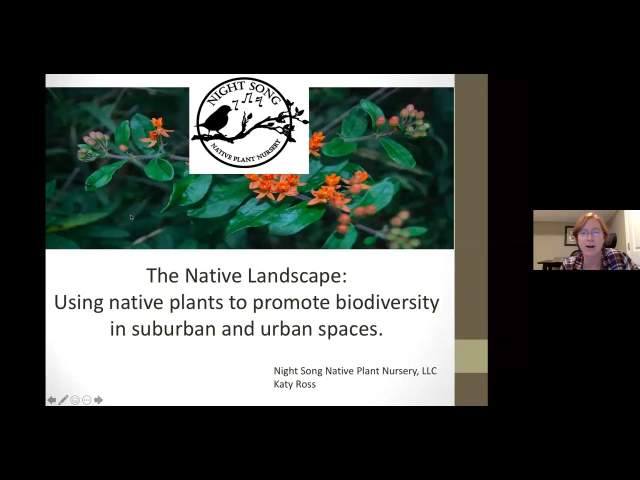 NIGHT SONG
NATIVE PLANT NURSERY
The Native Landscape:
Using native plants to promote biodiversity
in suburban and urban spaces.
Night Song Native Plant Nursery, LLC
Katy Ross